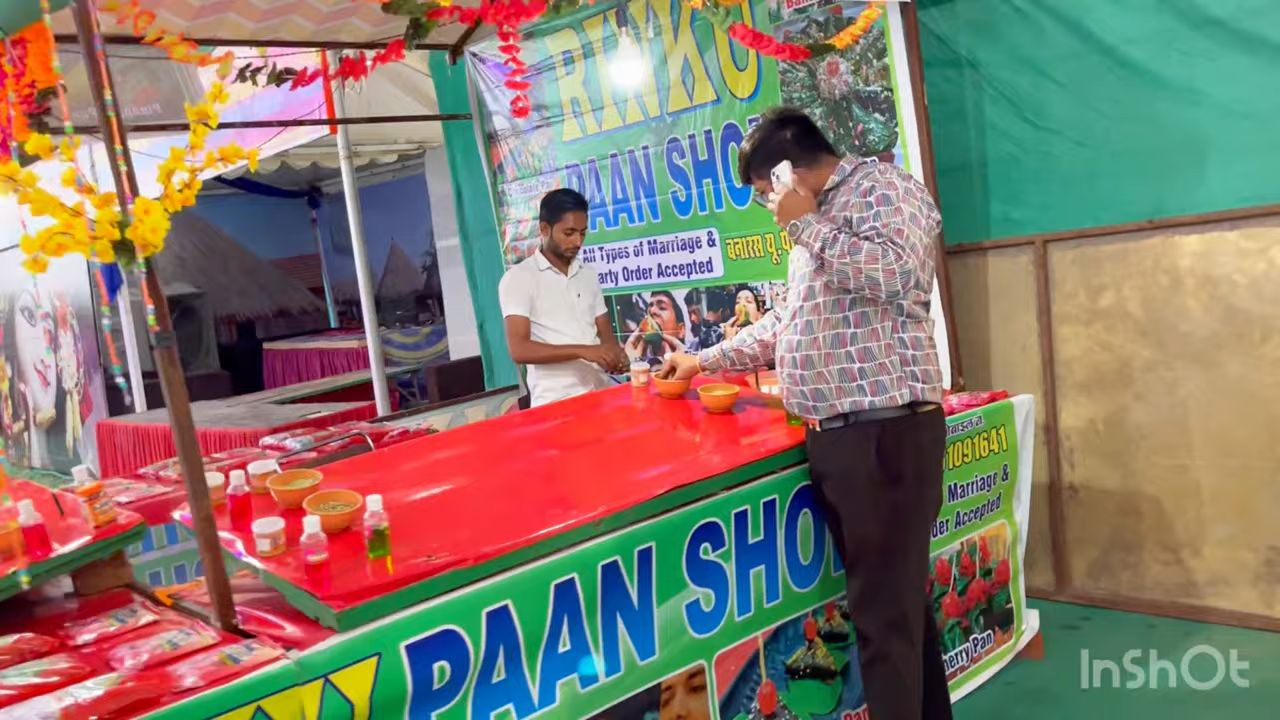 RINKU
PAAN SHO
All Types of Marriage &
arty Order Accepted
बनारस यू.प
PAAN SHO
1091641
Marriage &
der Accepted
herry Pan
InShOt